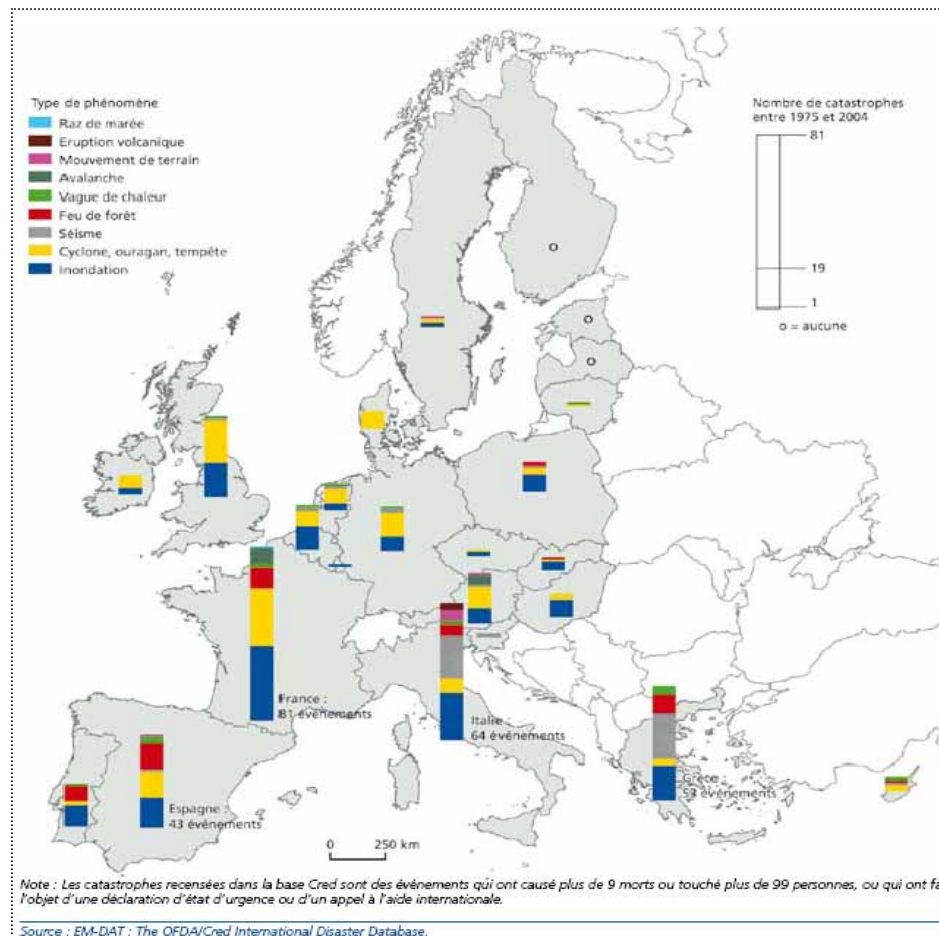 Type de phénomène
Raz de marée
Eruption volcanique
Mouvement de terrain
Avalanche
Vague de chaleur
Feu de forêt
Séisme
Cyclone, ouragan, tempête
Inondation
Nombre de catastrophes
entre 1975 et 2004
81
19
1
o = aucune
o
o
o
France :
81 événements
Italie :
64 événements
Grèce :
53 événements
Espagne :
43 événements
0 250 km
Note : Les catastrophes recensées dans la base Cred sont des événements qui ont causé plus de 9 morts ou touché plus de 99 personnes, ou qui ont fa
l'objet d'une déclaration d'état d'urgence ou d'un appel à l'aide internationale.
Source : EM-DAT : The OFDA/Cred International Disaster Database.